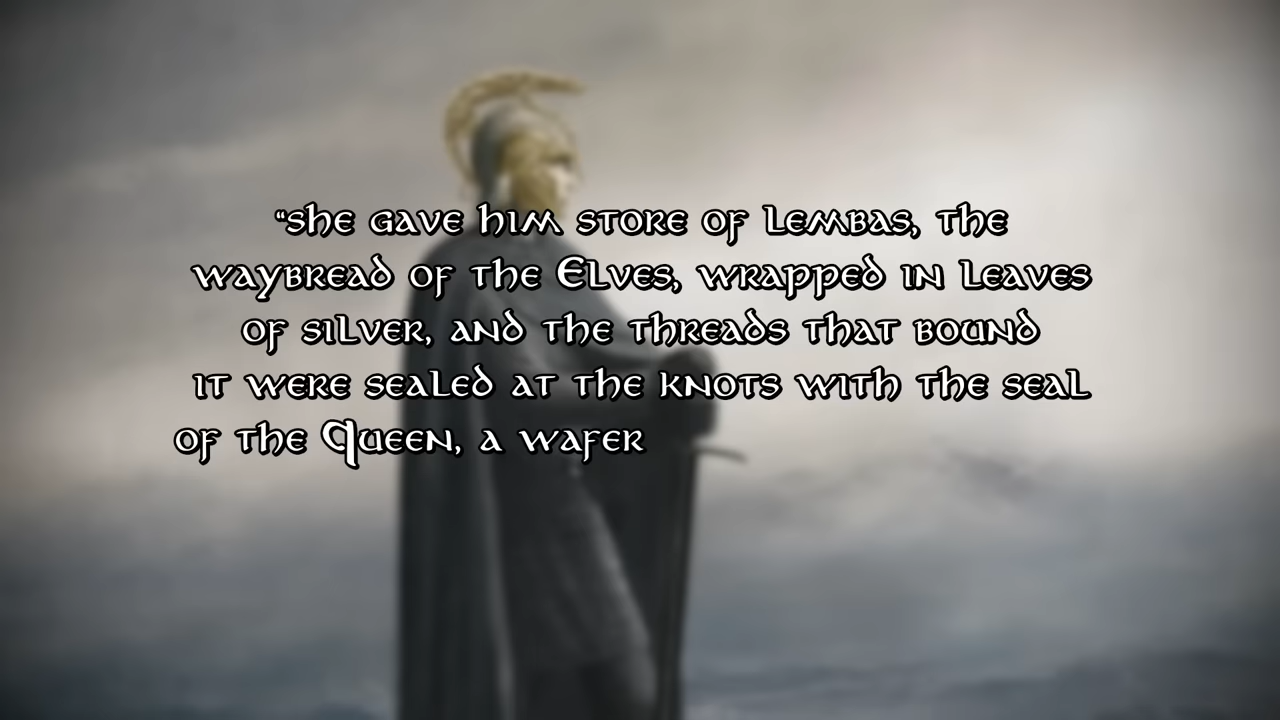 “she gave him store of lembas, the
waybread of the Elves, wrapped in leaves
of silver, and the threads that bound
it were sealed at the knots with the seal
of the Queen, a wafer